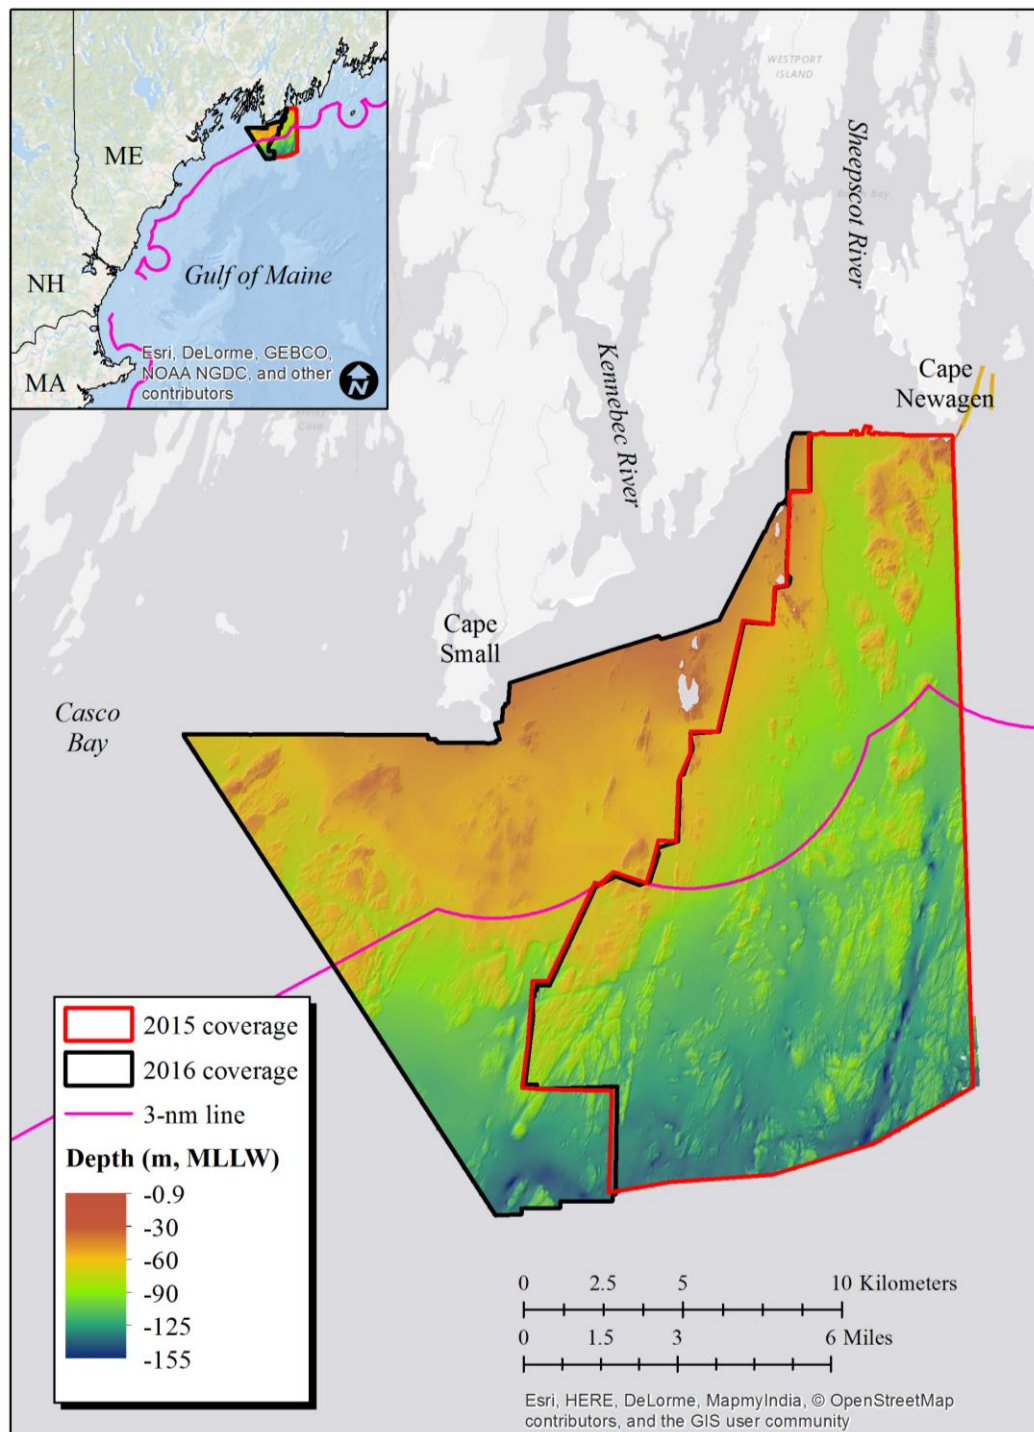 ME
NH
MA
Gulf of Maine
Esri, DeLorme, GEBCO,
NOAA NGDC, and other
contributors
N
WESTPORT
ISLAND
Sheepscot River
Kennebec River
Cape
Newagen
Cape
Small
Casco
Bay
2015 coverage
2016 coverage
3-nm line
Depth (m, MLLW)
-0.9
-30
-60
-90
-125
-155
0 2.5 5 10 Kilometers
0 1.5 3 6 Miles
Esri, HERE, DeLorme, MapmyIndia, © OpenStreetMap
contributors, and the GIS user community